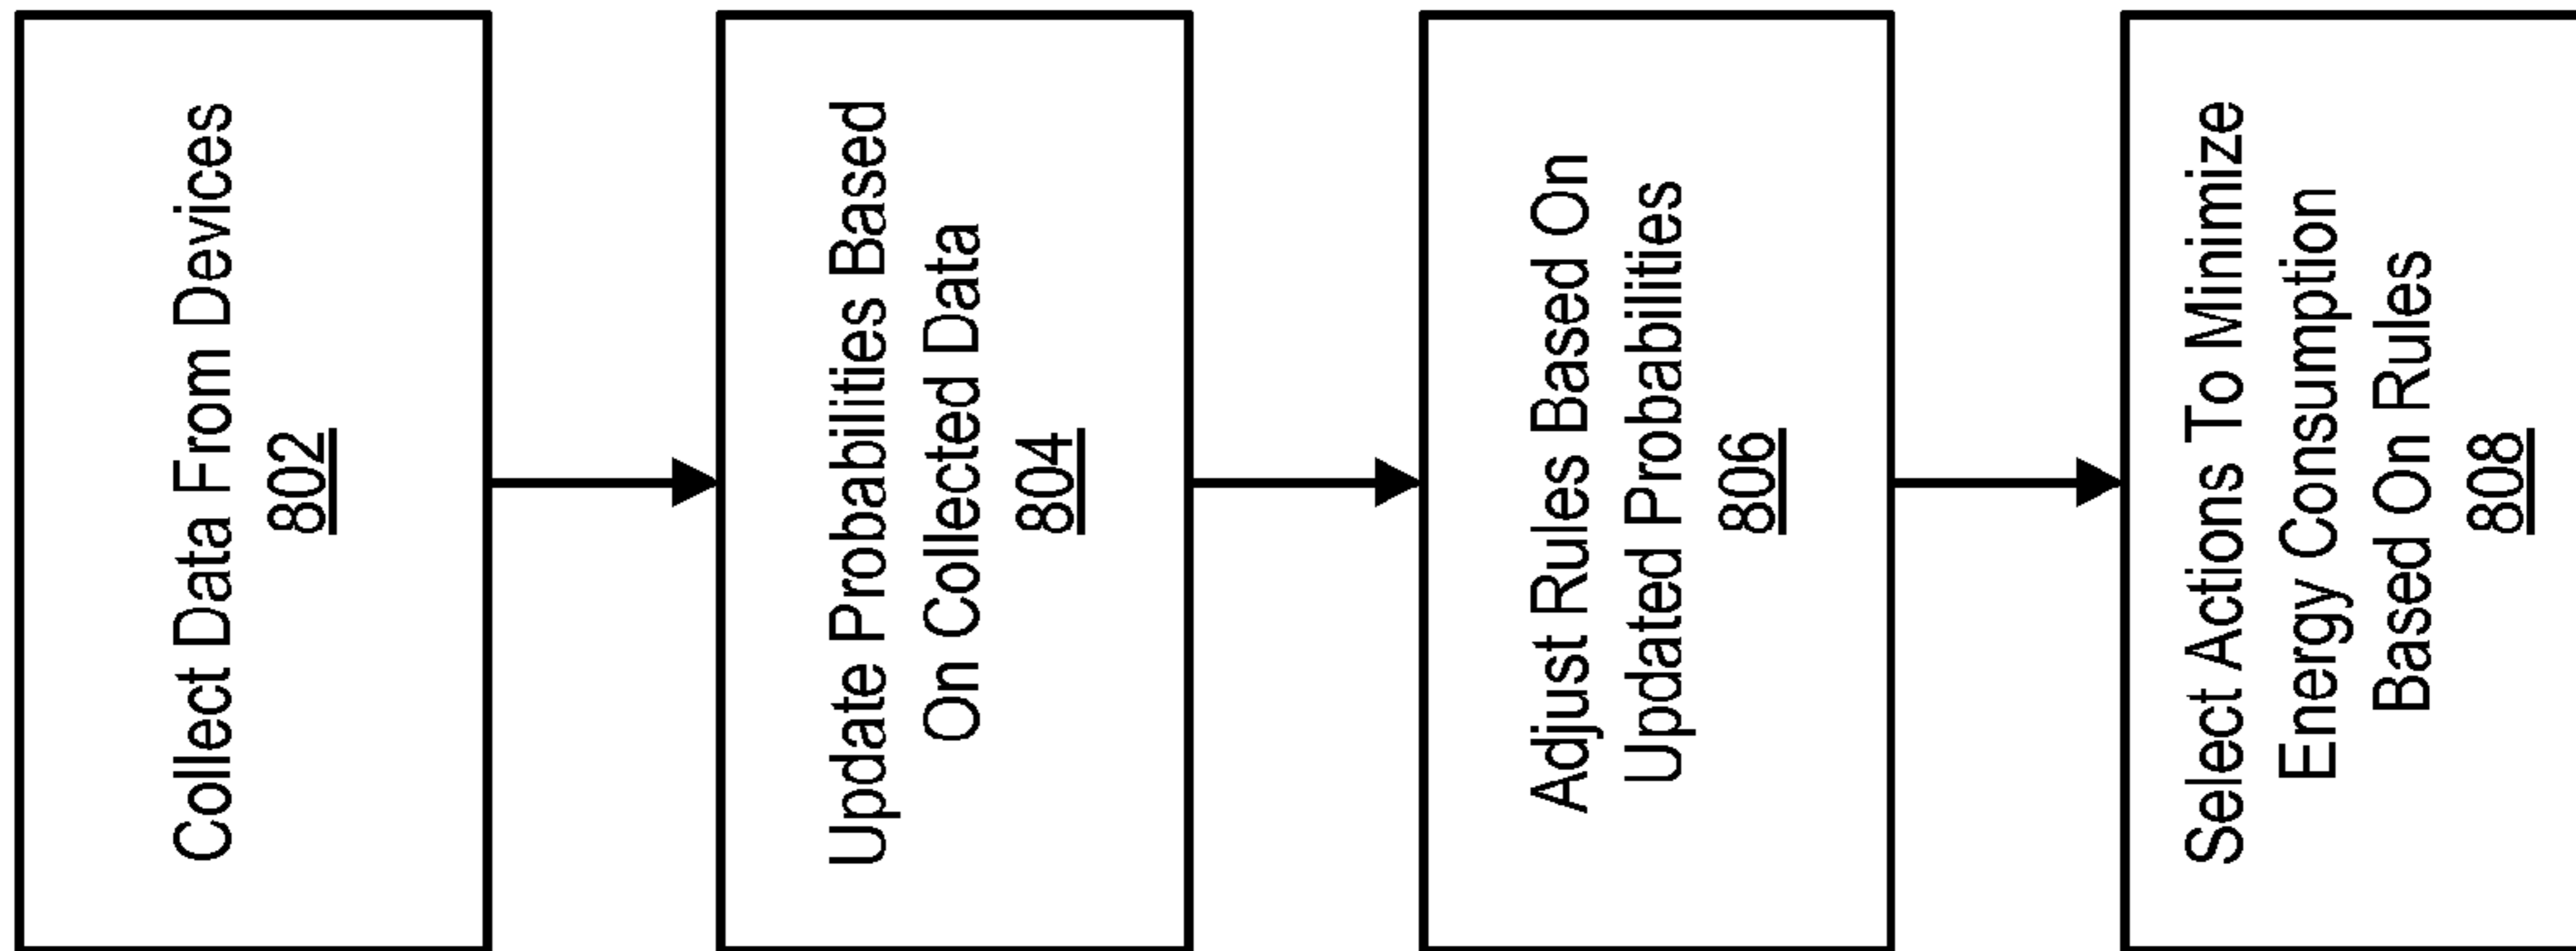 Collect Data From Devices
802
Update Probabilities Based
On Collected Data
804
Adjust Rules Based On
Updated Probabilities
806
Select Actions To Minimize
Energy Consumption
Based On Rules
808